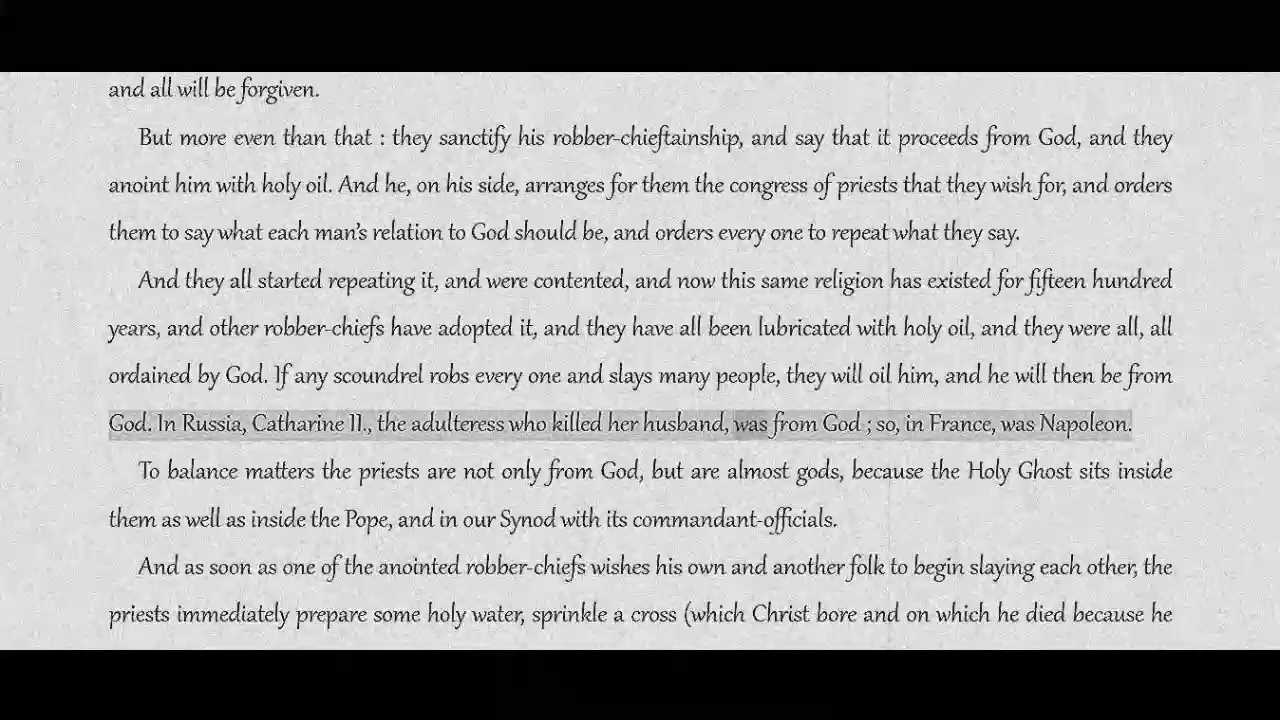 and all will be forgiven.
But more even than that : they sanctify his robber-chieftainship, and say that it proceeds from God, and they
anoint him with holy oil. And he, on his side, arranges for them the congress of priests that they wish for, and orders
them to say what each man’s relation to God should be, and orders every one to repeat what they say.
And they all started repeating it, and were contented, and now this same religion has existed for fifteen hundred
years, and other robber-chiefs have adopted it, and they have all been lubricated with holy oil, and they were all, all
ordained by God. If any scoundrel robs every one and slays many people, they will oil him, and he will then be from
God. In Russia, Catharine II., the adulteress who killed her husband, was from God ; so, in France, was Napoleon.
To balance matters the priests are not only from God, but are almost gods, because the Holy Ghost sits inside
them as well as inside the Pope, and in our Synod with its commandant-officials.
And as soon as one of the anointed robber-chiefs wishes his own and another folk to begin slaying each other, the
priests immediately prepare some holy water, sprinkle a cross (which Christ bore and on which he died because he